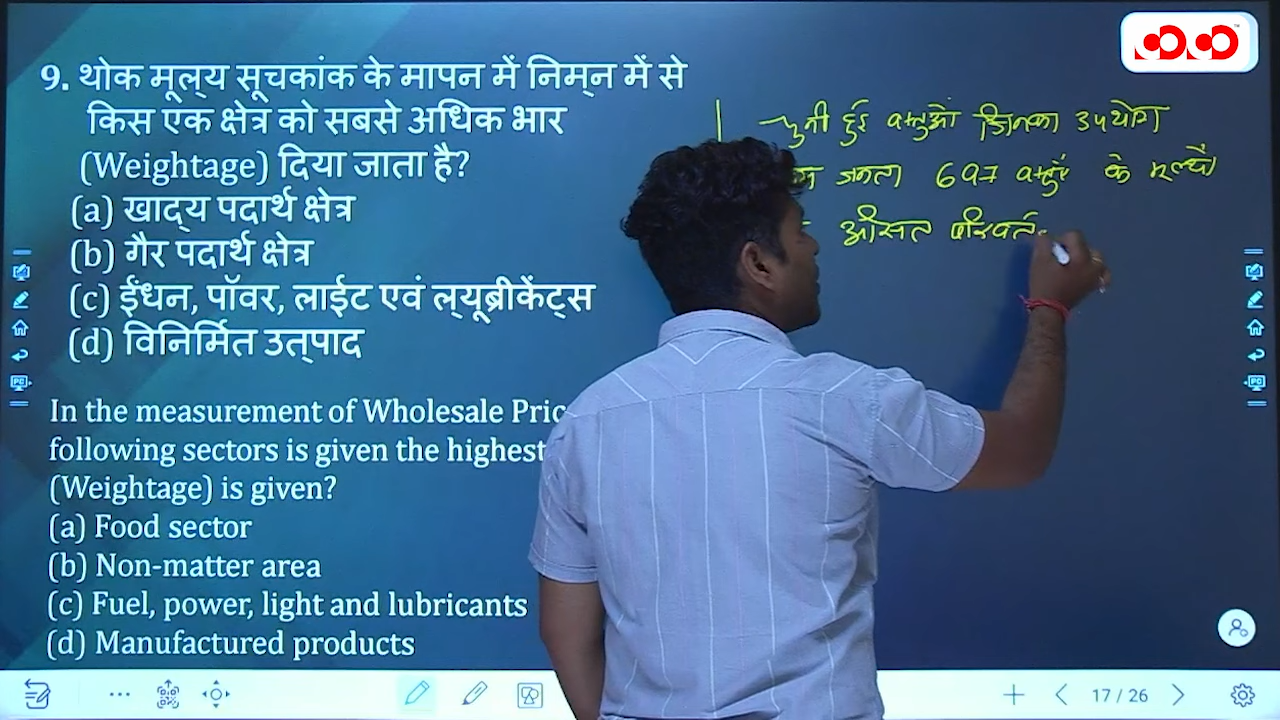 9. थोक मूल्य सूचकांक के मापन में निम्न में से
किस एक क्षेत्र को सबसे अधिक भार
(Weightage) दिया जाता है?
(a) खाद्य पदार्थ क्षेत्र
(b) गैर पदार्थ क्षेत्र
(c) ईंधन, पॉवर, लाईट एवं ल्यूब्रीकेंट्स
(d) विनिर्मित उत्पाद
In the measurement of Wholesale Pric
following sectors is given the highest
(Weightage) is given?
(a) Food sector
(b) Non-matter area
(c) Fuel, power, light and lubricants
(d) Manufactured products
चुनी हुई वस्तुओं जिनका उपयोग
जनता 697 वस्तुएँ के मूल्यों
औसत परिवर्त
17 / 26